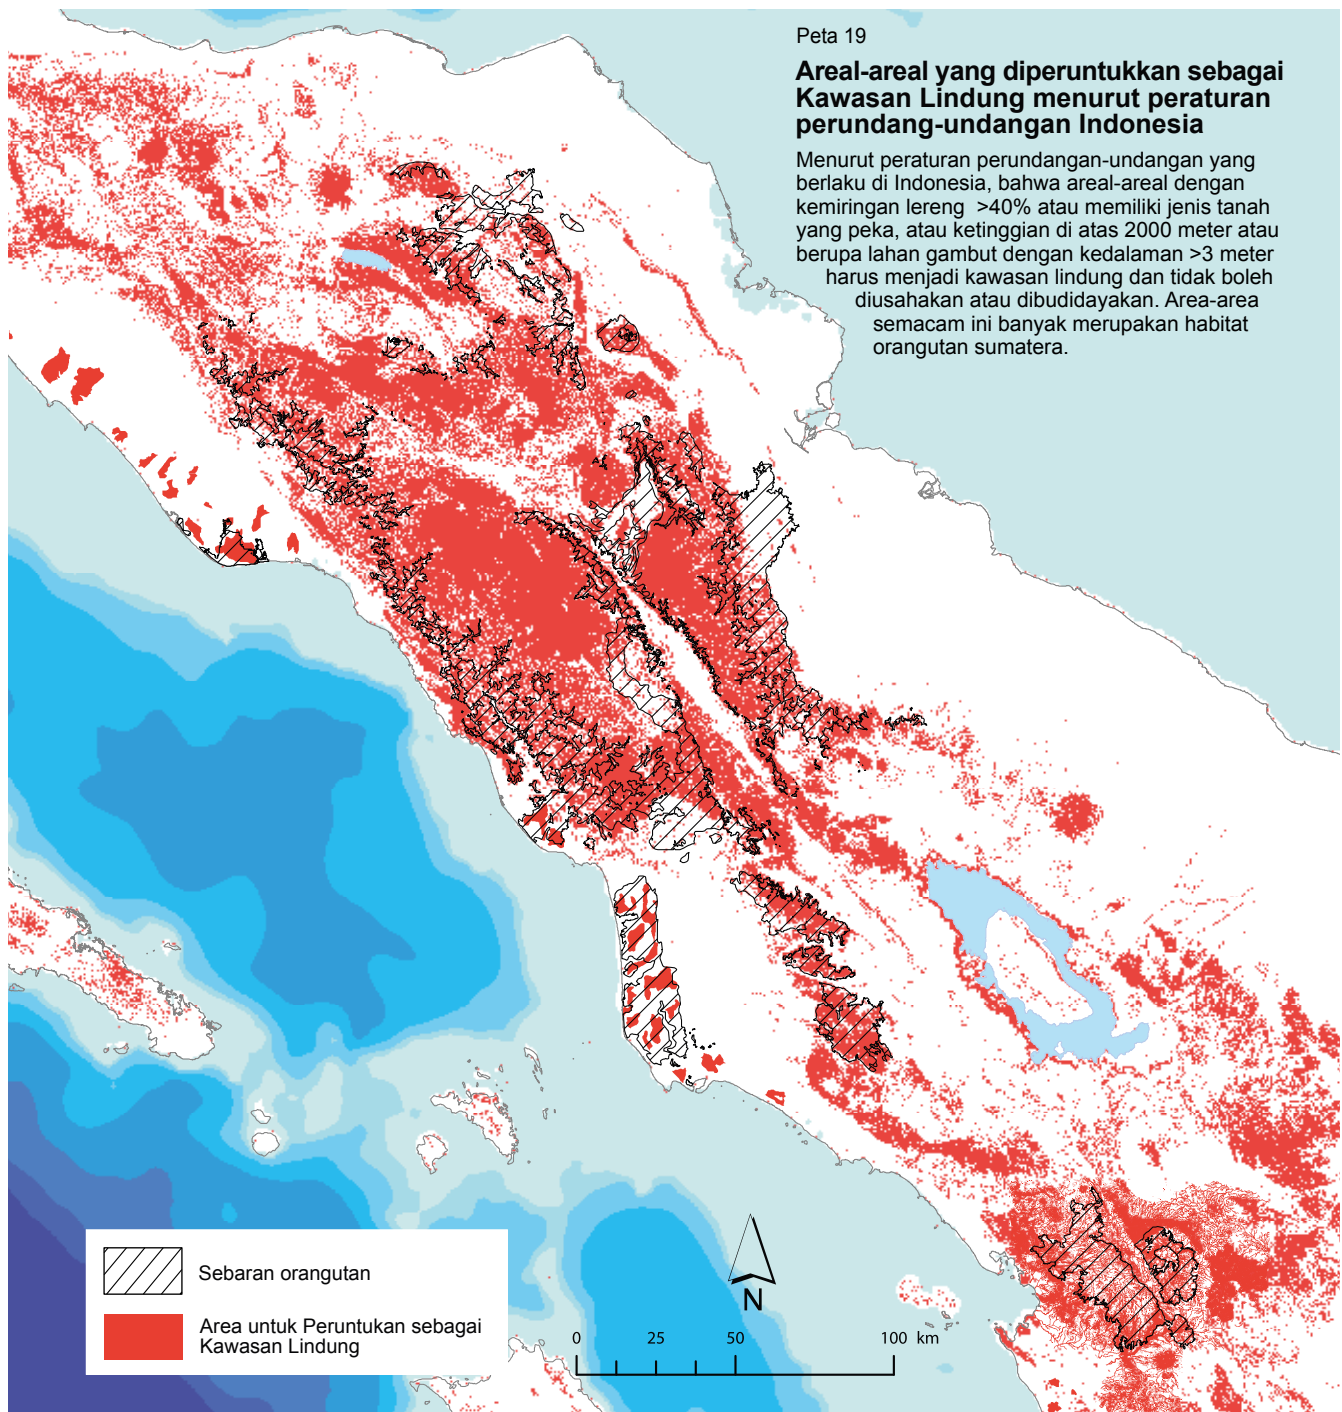 Peta 19
Areal-areal yang diperuntukkan sebagai
Kawasan Lindung menurut peraturan
perundang-undangan Indonesia
Menurut peraturan perundangan-undangan yang
berlaku di Indonesia, bahwa areal-areal dengan
kemiringan lereng >40% atau memiliki jenis tanah
yang peka, atau ketinggian di atas 2000 meter atau
berupa lahan gambut dengan kedalaman >3 meter
harus menjadi kawasan lindung dan tidak boleh
diusahakan atau dibudidayakan. Area-area
semacam ini banyak merupakan habitat
orangutan sumatera.
Sebaran orangutan
Area untuk Peruntukan sebagai
Kawasan Lindung
N
0 25 50 100 km